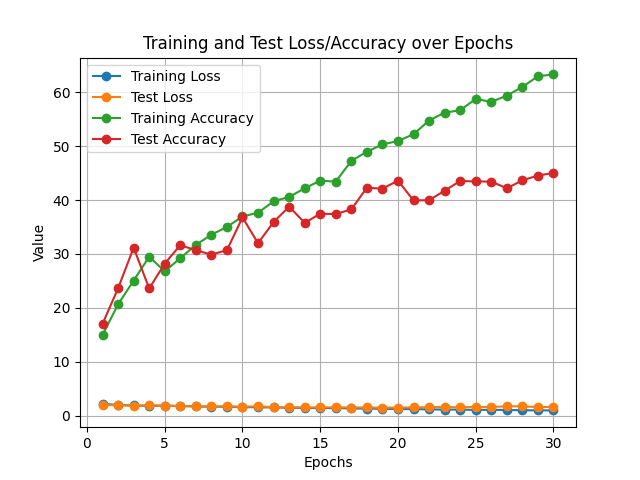 Training and Test Loss/Accuracy over Epochs
Training Loss
Test Loss
Training Accuracy
Test Accuracy
Value
60
50
40
30
20
10
0
0 5 10 15 20 25 30
Epochs